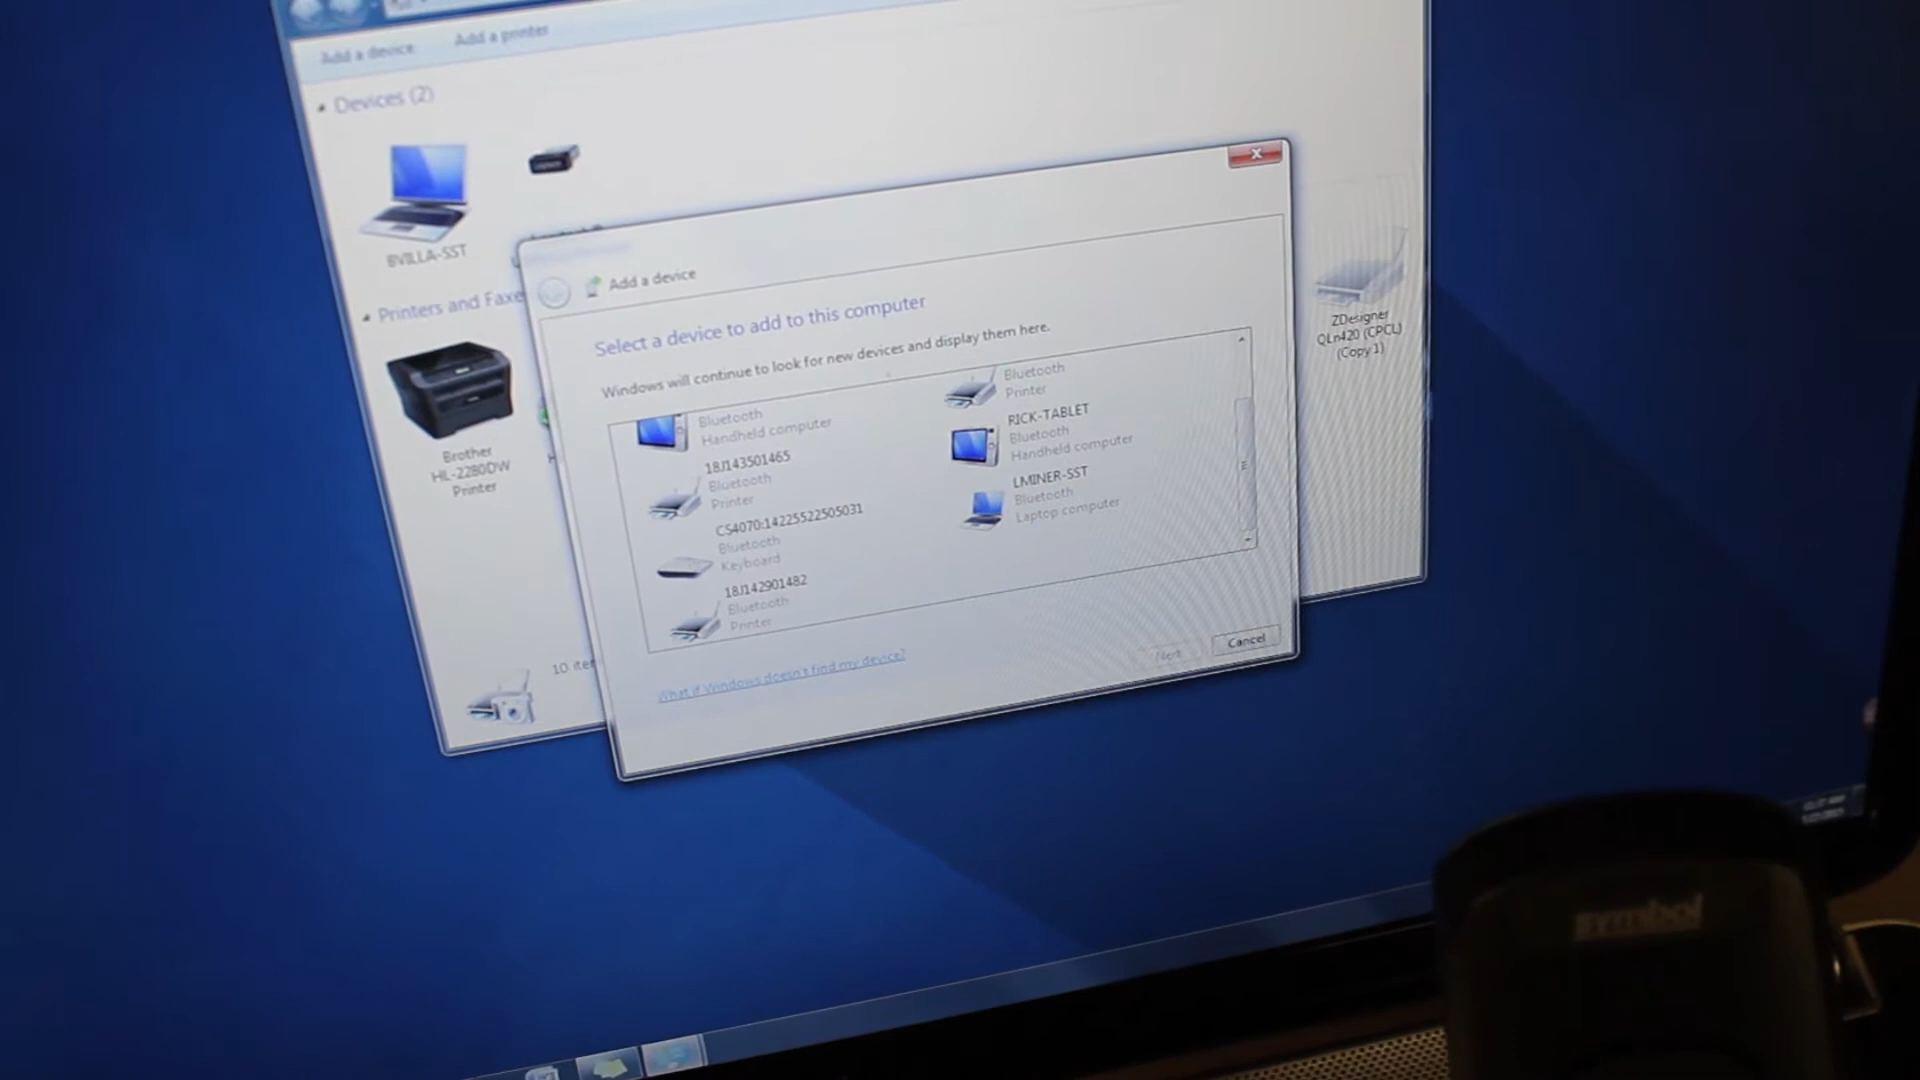 Add a device
Add a printer
Devices (2)
BVILLA-SST
Printers and Faxe
Brother
HL-2280DW
Printer
ZDesigner
QLn420 (CPCL)
(Copy 1)
Add a device
Select a device to add to this computer
Windows will continue to look for new devices and display them here.
Bluetooth
Handheld computer
18J143501465
Bluetooth
Printer
CS4070:14225522505031
Bluetooth
Keyboard
18J142901482
Bluetooth
Printer
Bluetooth
Printer
RICK-TABLET
Bluetooth
Handheld computer
LMINER-SST
Bluetooth
Laptop computer
What if Windows doesn't find my device?
Next
Cancel
10 ite
symbol